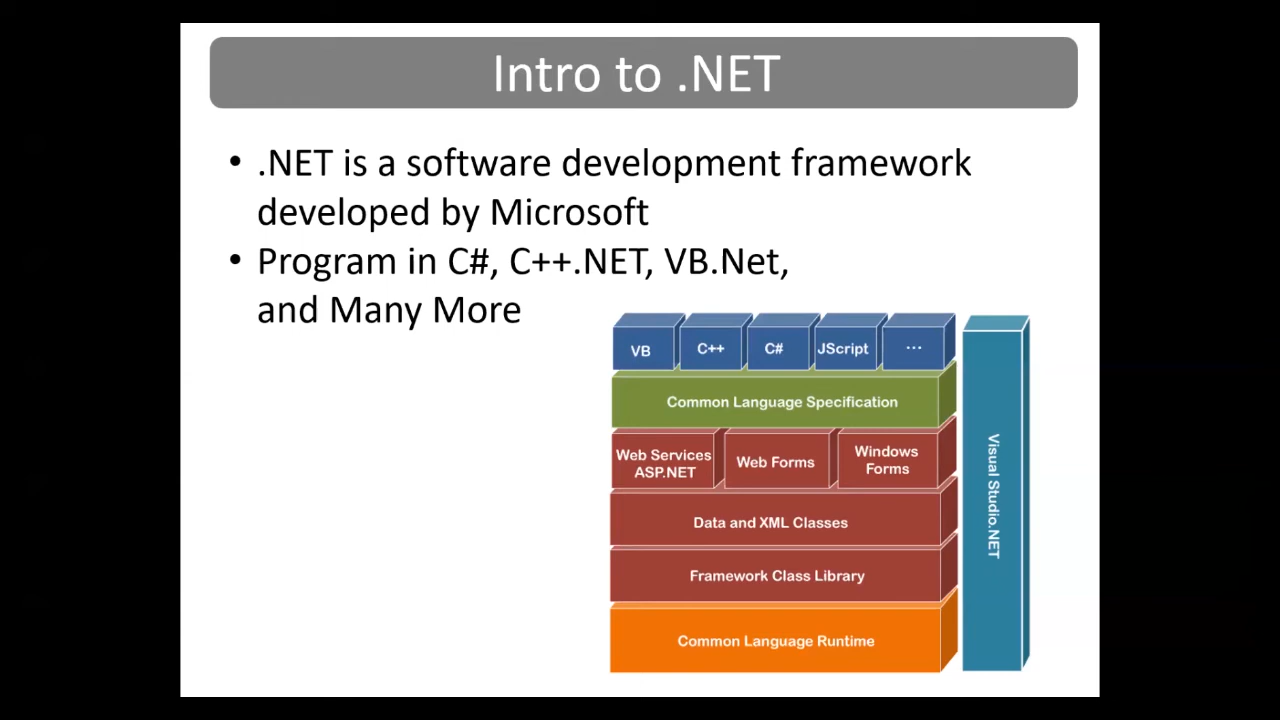 Intro to .NET
• .NET is a software development framework
developed by Microsoft
• Program in C#, C++.NET, VB.Net,
and Many More
VB
C++
C#
JScript
...
Common Language Specification
Web Services
ASP.NET
Web Forms
Windows
Forms
Data and XML Classes
Framework Class Library
Common Language Runtime
Visual Studio.NET